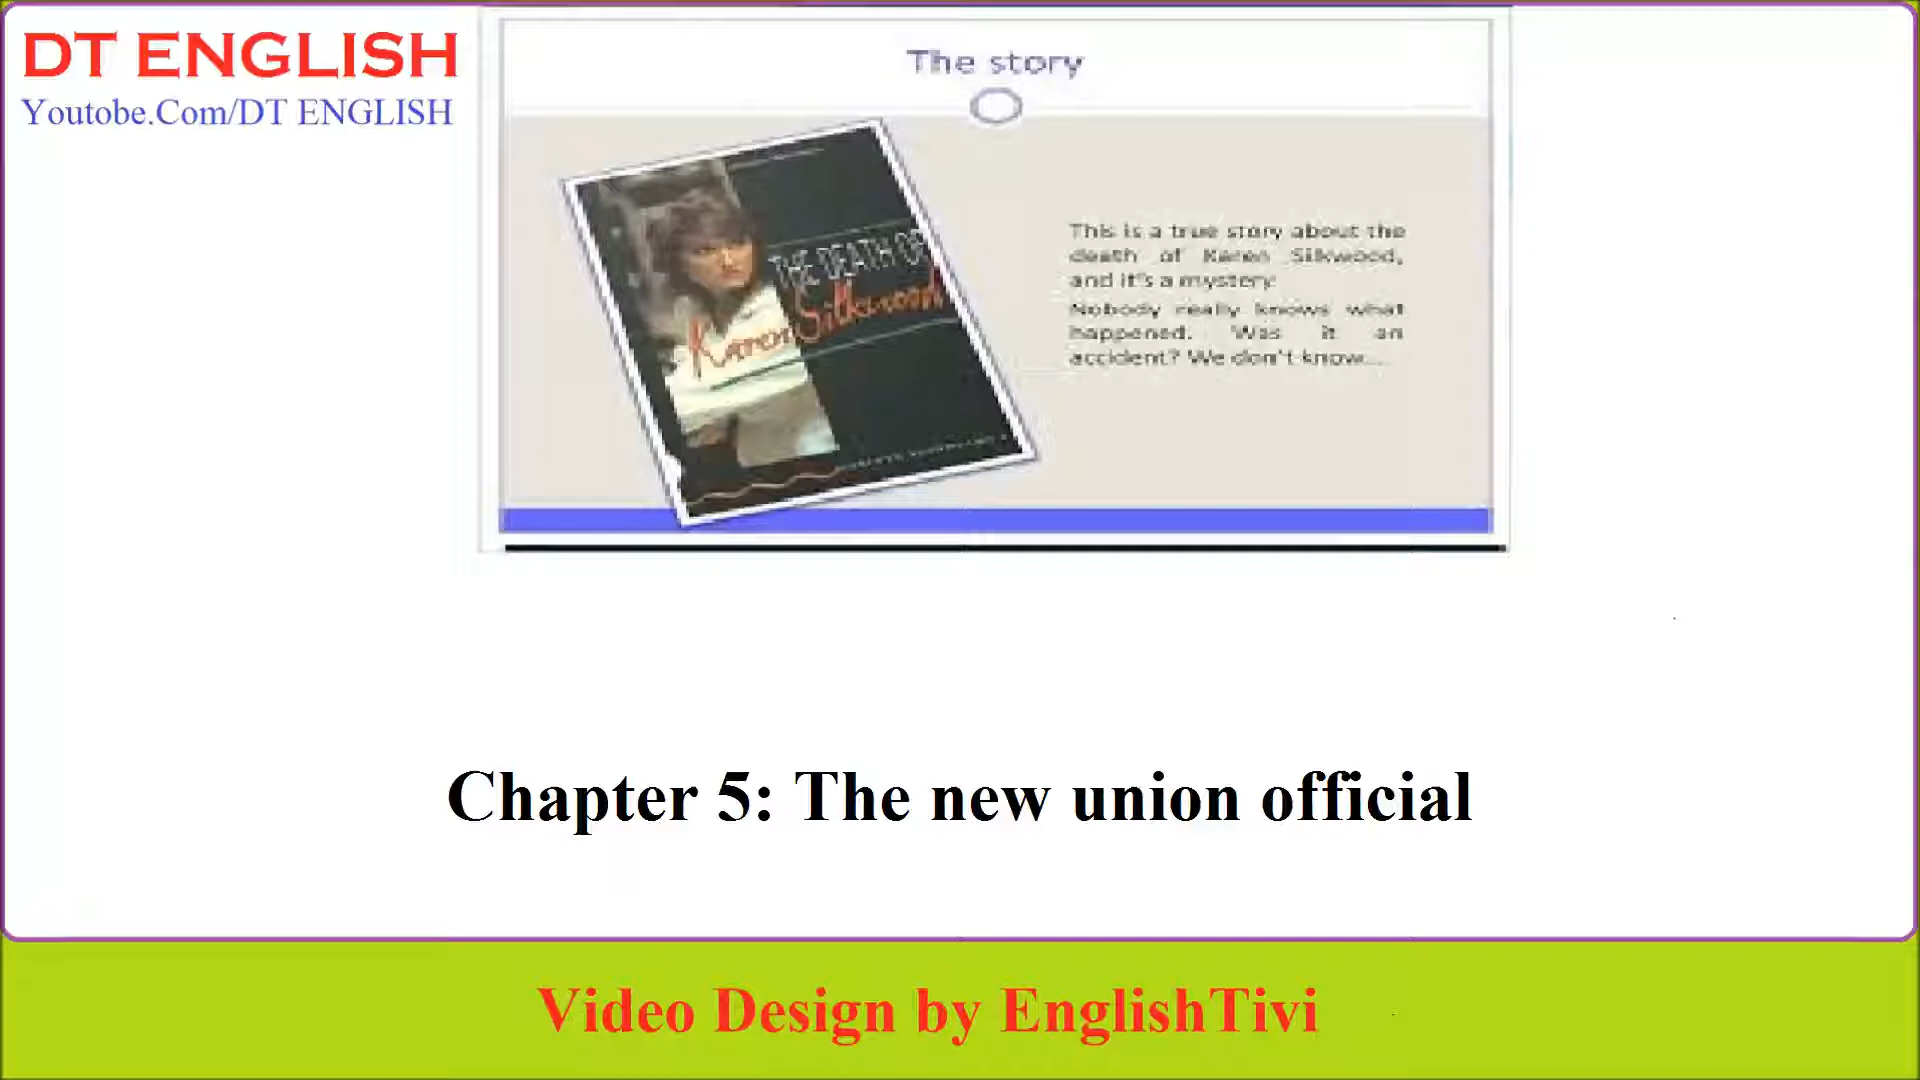 DT ENGLISH
Youtobe.Com/DT ENGLISH
The story
THE DEATH OF
Karen Silkwood
This is a true story about the
death of Karen Silkwood,
and it's a mystery
Nobody really knows what
happened. Was it an
accident? We don't know...
Chapter 5: The new union official
Video Design by EnglishTivi